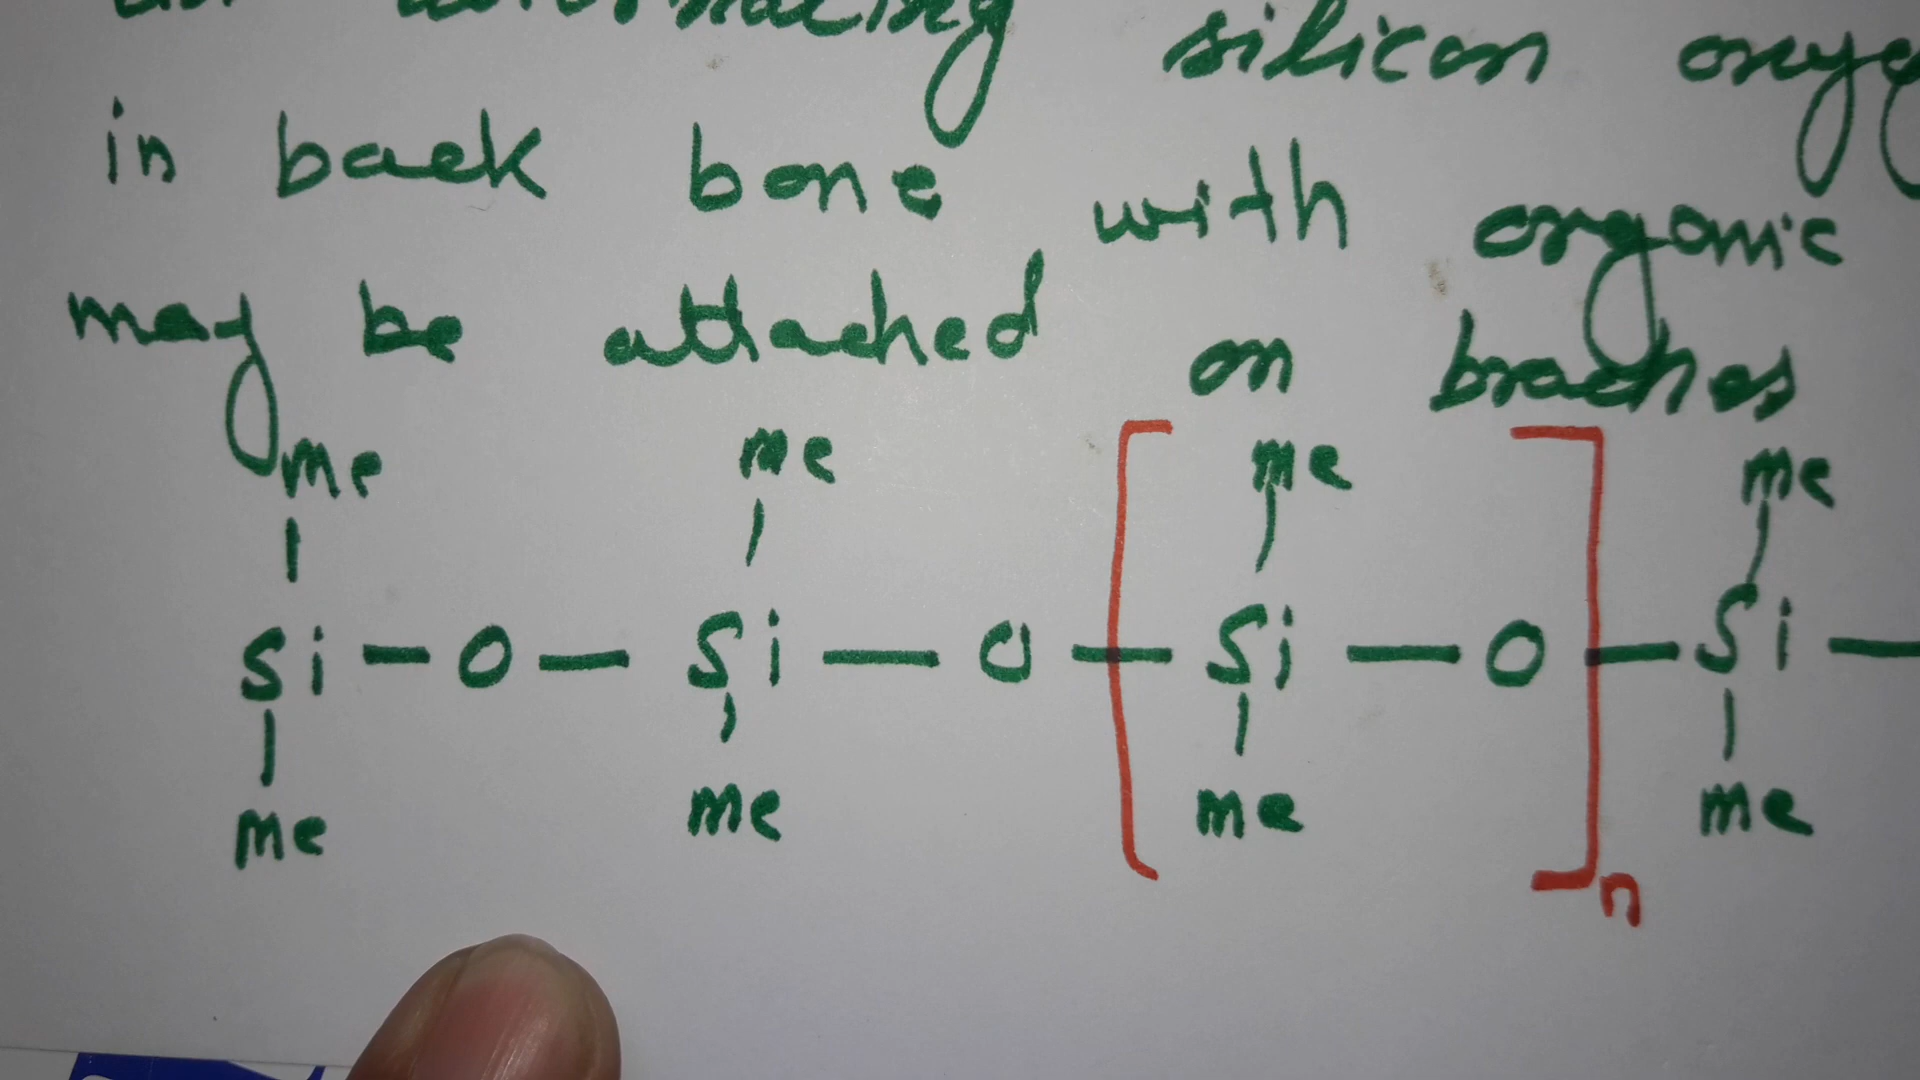 silicon
in back bone with organic
may be attached on braches
me me me me
Si — O — Si — O — [ Si — O ]n — Si —
me me me me